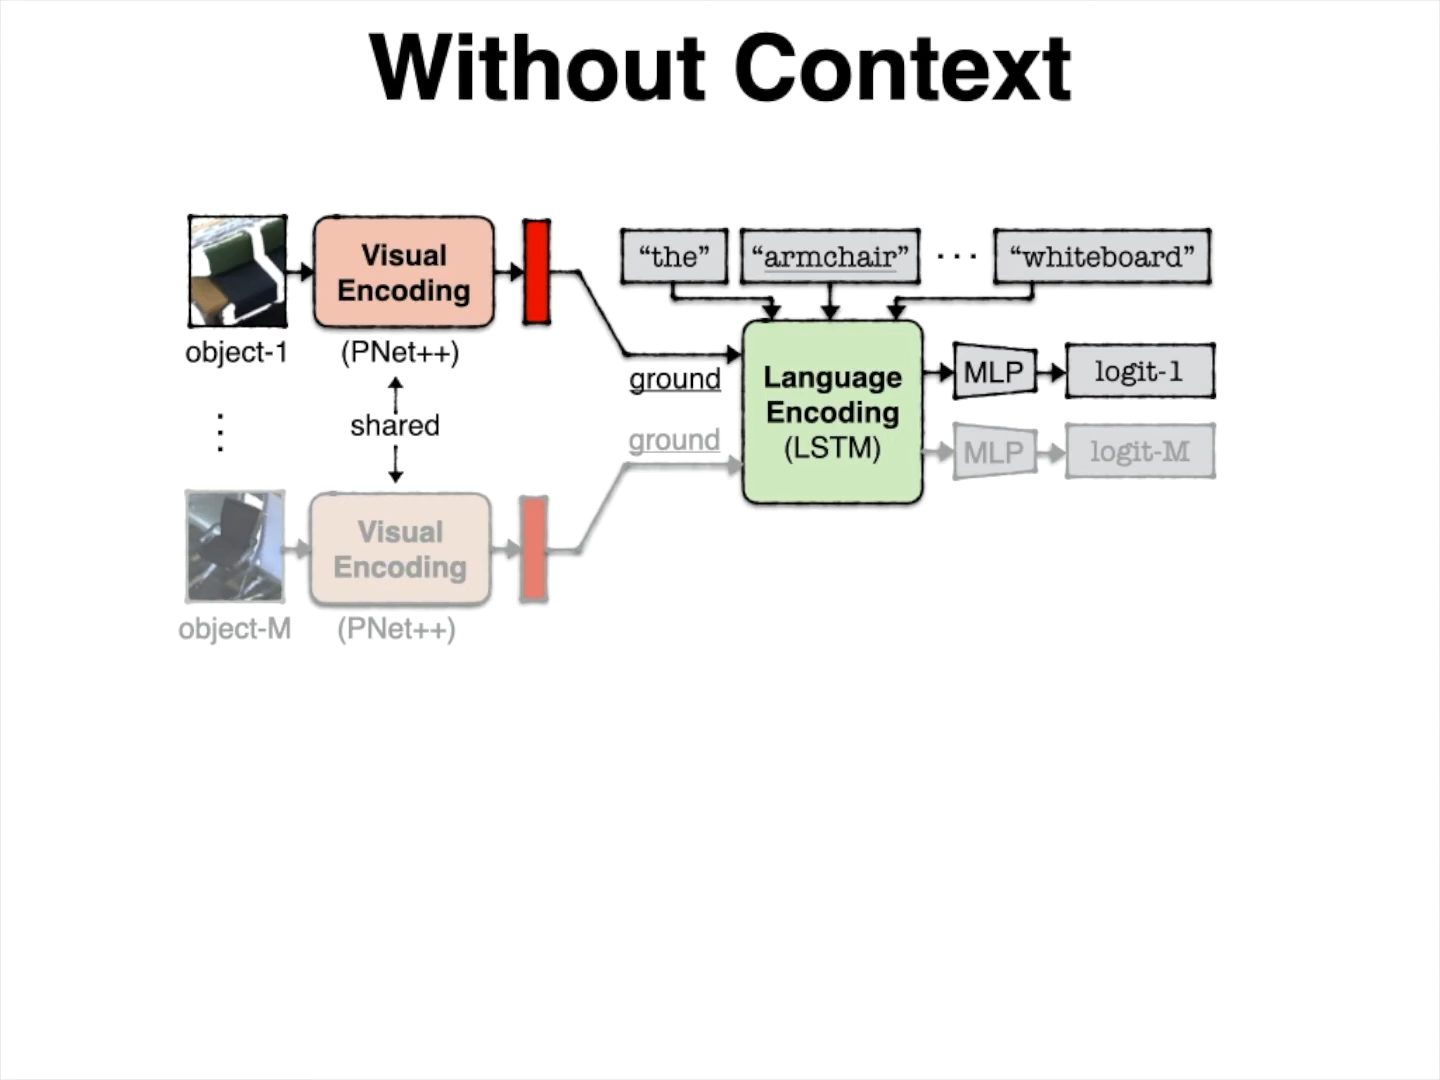 Without Context
Visual
Encoding
object-1
(PNet++)
“the”
“armchair”
...
“whiteboard”
ground
Language
Encoding
(LSTM)
MLP
logit-1
shared
ground
MLP
logit-M
Visual
Encoding
object-M
(PNet++)